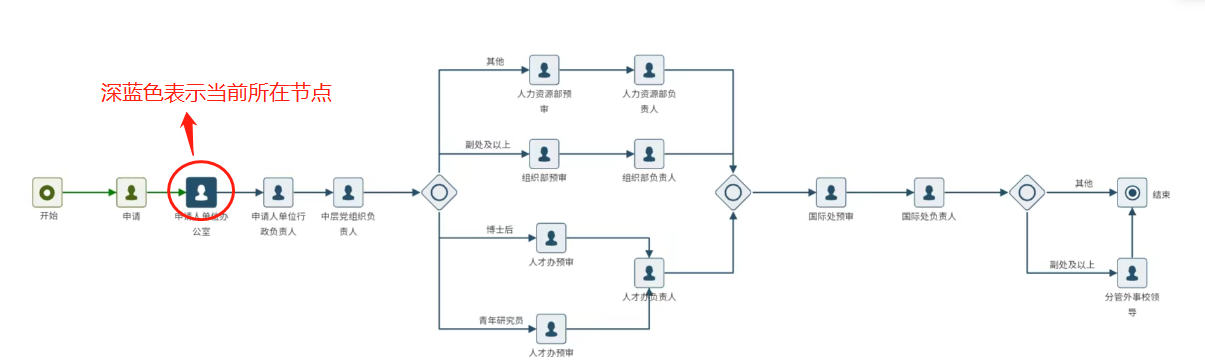 其他
人力资源部预
审
人力资源部负
责人
深蓝色表示当前所在节点
副处及以上
组织部预审
组织部负责人
开始
申请
申请人单位办
公室
申请人单位行
政负责人
中层党组织负
责人
博士后
人才办预审
人才办负责人
青年研究员
人才办预审
国际处预审
国际处负责人
其他
结束
副处及以上
分管外事校领
导